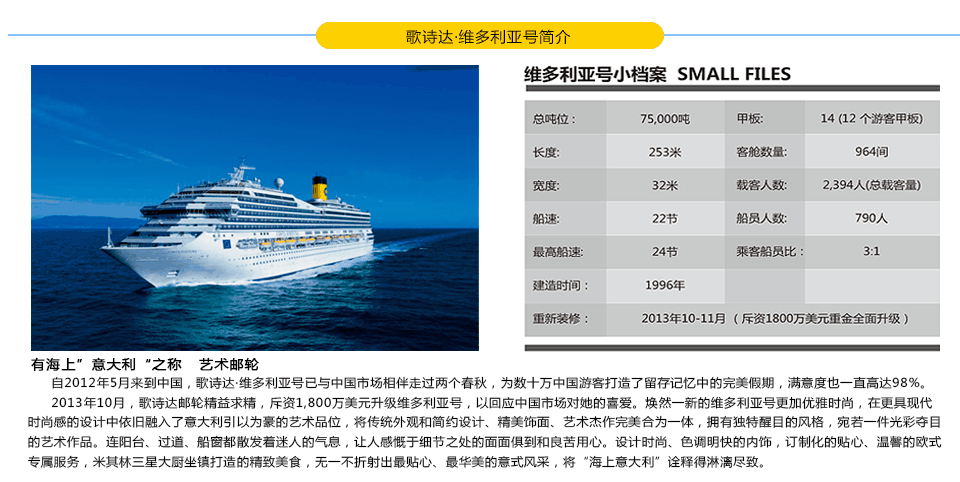 歌诗达·维多利亚号简介
维多利亚号小档案 SMALL FILES
总吨位: 75,000吨 甲板: 14 (12 个游客甲板)
长度: 253米 客舱数量: 964间
宽度: 32米 载客人数: 2,394人(总载客量)
船速: 22节 船员人数: 790人
最高船速: 24节 乘客船员比: 3:1
建造时间: 1996年
重新装修: 2013年10-11月 (斥资1800万美元重金全面升级)
有海上”意大利“之称 艺术邮轮
自2012年5月来到中国，歌诗达·维多利亚号已与中国市场相伴走过两个春秋，为数十万中国游客打造了留存记忆中的完美假期，满意度也一直高达98%。
2013年10月，歌诗达邮轮精益求精，斥资1,800万美元升级维多利亚号，以回应中国市场对她的喜爱。焕然一新的维多利亚号更加优雅时尚，在更具现代
时尚感的设计中依旧融入了意大利引以为豪的艺术品位，将传统外观和简约设计、精美饰面、艺术杰作完美合为一体，拥有独特醒目的风格，宛若一件光彩夺目
的艺术作品。连阳台、过道、船窗都散发着迷人的气息，让人感慨于细节之处的面面俱到和良苦用心。设计时尚、色调明快的内饰，订制化的贴心、温馨的欧式
专属服务，米其林三星大厨坐镇打造的精致美食，无一不折射出最贴心、最华美的意式风采，将“海上意大利”诠释得淋漓尽致。